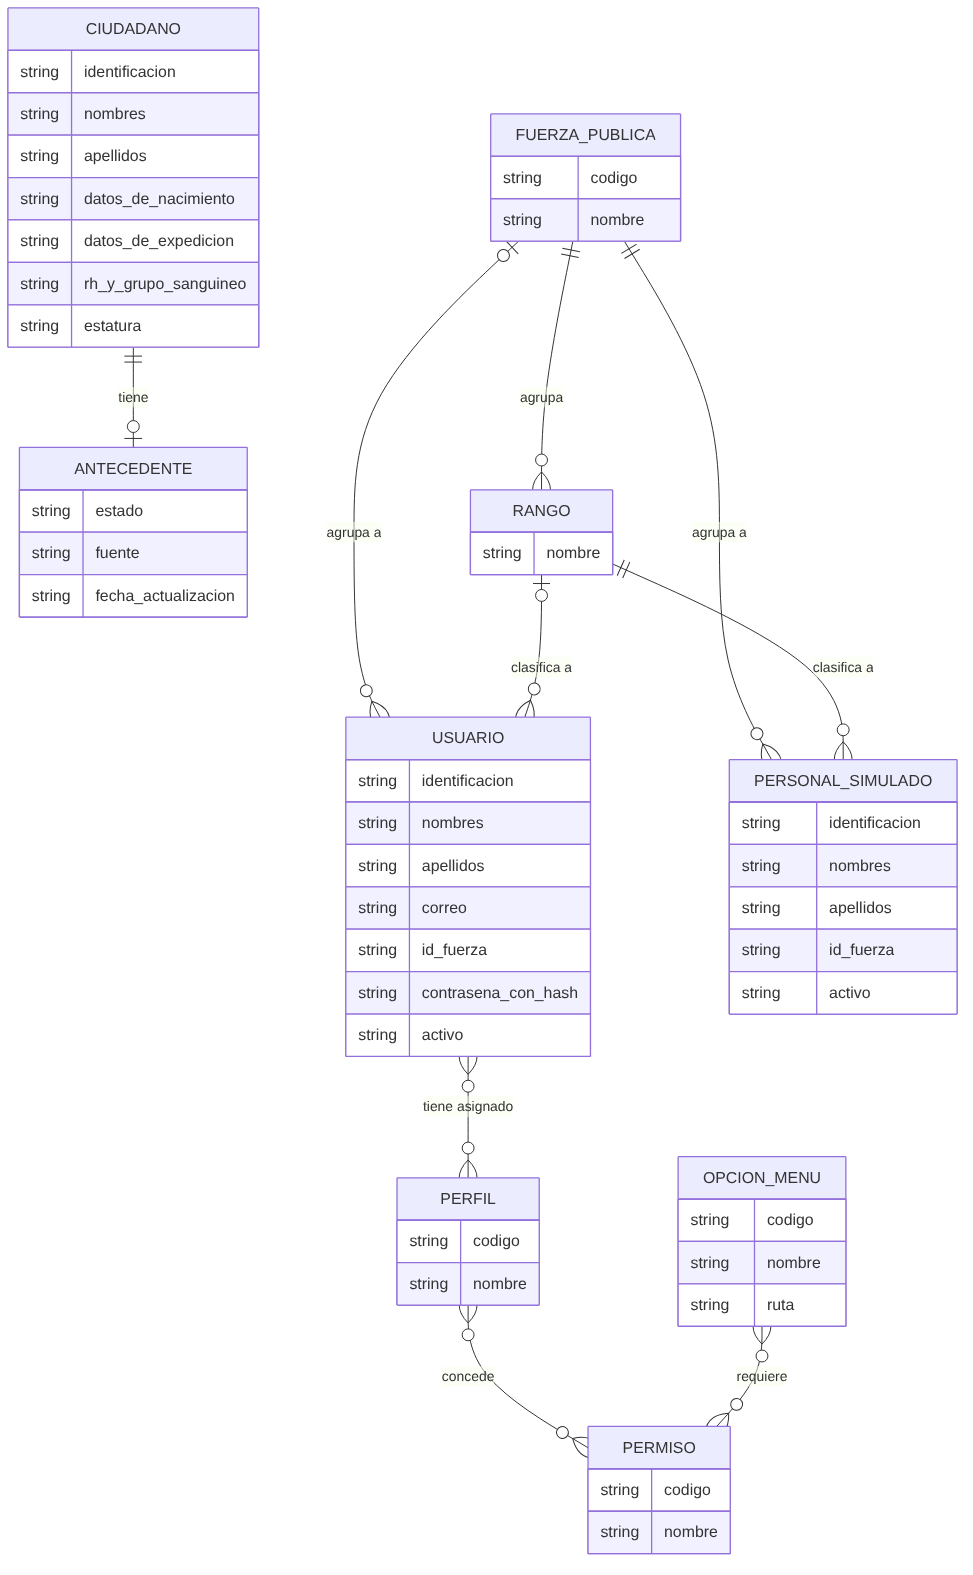 CIUDADANO
string identificacion
string nombres
string apellidos
string datos_de_nacimiento
string datos_de_expedicion
string rh_y_grupo_sanguineo
string estatura
tiene
ANTECEDENTE
string estado
string fuente
string fecha_actualizacion
FUERZA_PUBLICA
string codigo
string nombre
agrupa a
agrupa
agrupa a
RANGO
string nombre
clasifica a
clasifica a
USUARIO
string identificacion
string nombres
string apellidos
string correo
string id_fuerza
string contrasena_con_hash
string activo
PERSONAL_SIMULADO
string identificacion
string nombres
string apellidos
string id_fuerza
string activo
tiene asignado
PERFIL
string codigo
string nombre
OPCION_MENU
string codigo
string nombre
string ruta
concede
requiere
PERMISO
string codigo
string nombre